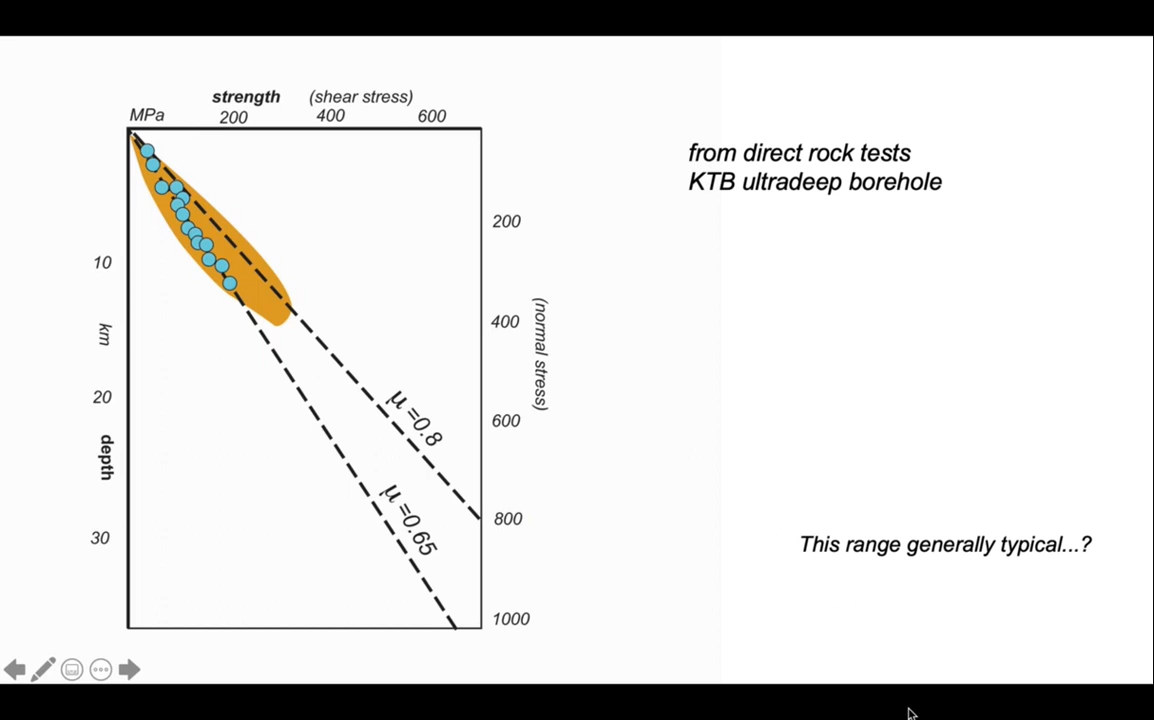 strength (shear stress)
MPa 200 400 600
from direct rock tests
KTB ultradeep borehole
200
10
(normal stress)
400
km
20
μ =0.8
600
depth
μ =0.65
800
30
This range generally typical...?
1000